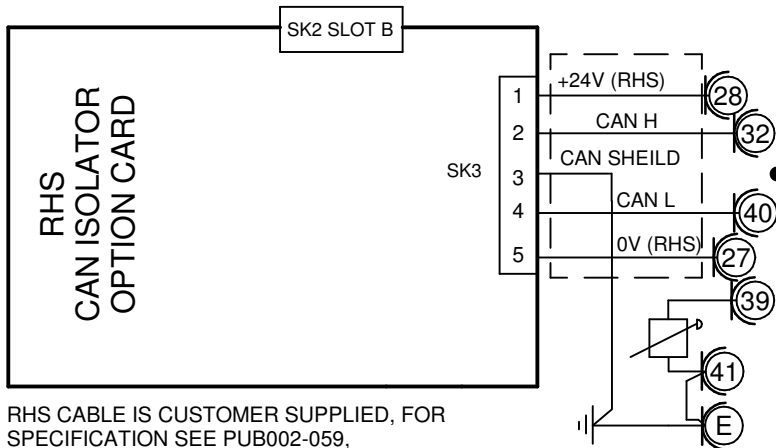 SK2 SLOT B
RHS
CAN ISOLATOR
OPTION CARD
SK3
1
2
3
4
5
+24V (RHS)
CAN H
CAN SHEILD
CAN L
0V (RHS)
28
32
40
27
39
41
E
RHS CABLE IS CUSTOMER SUPPLIED, FOR
SPECIFICATION SEE PUB002-059,